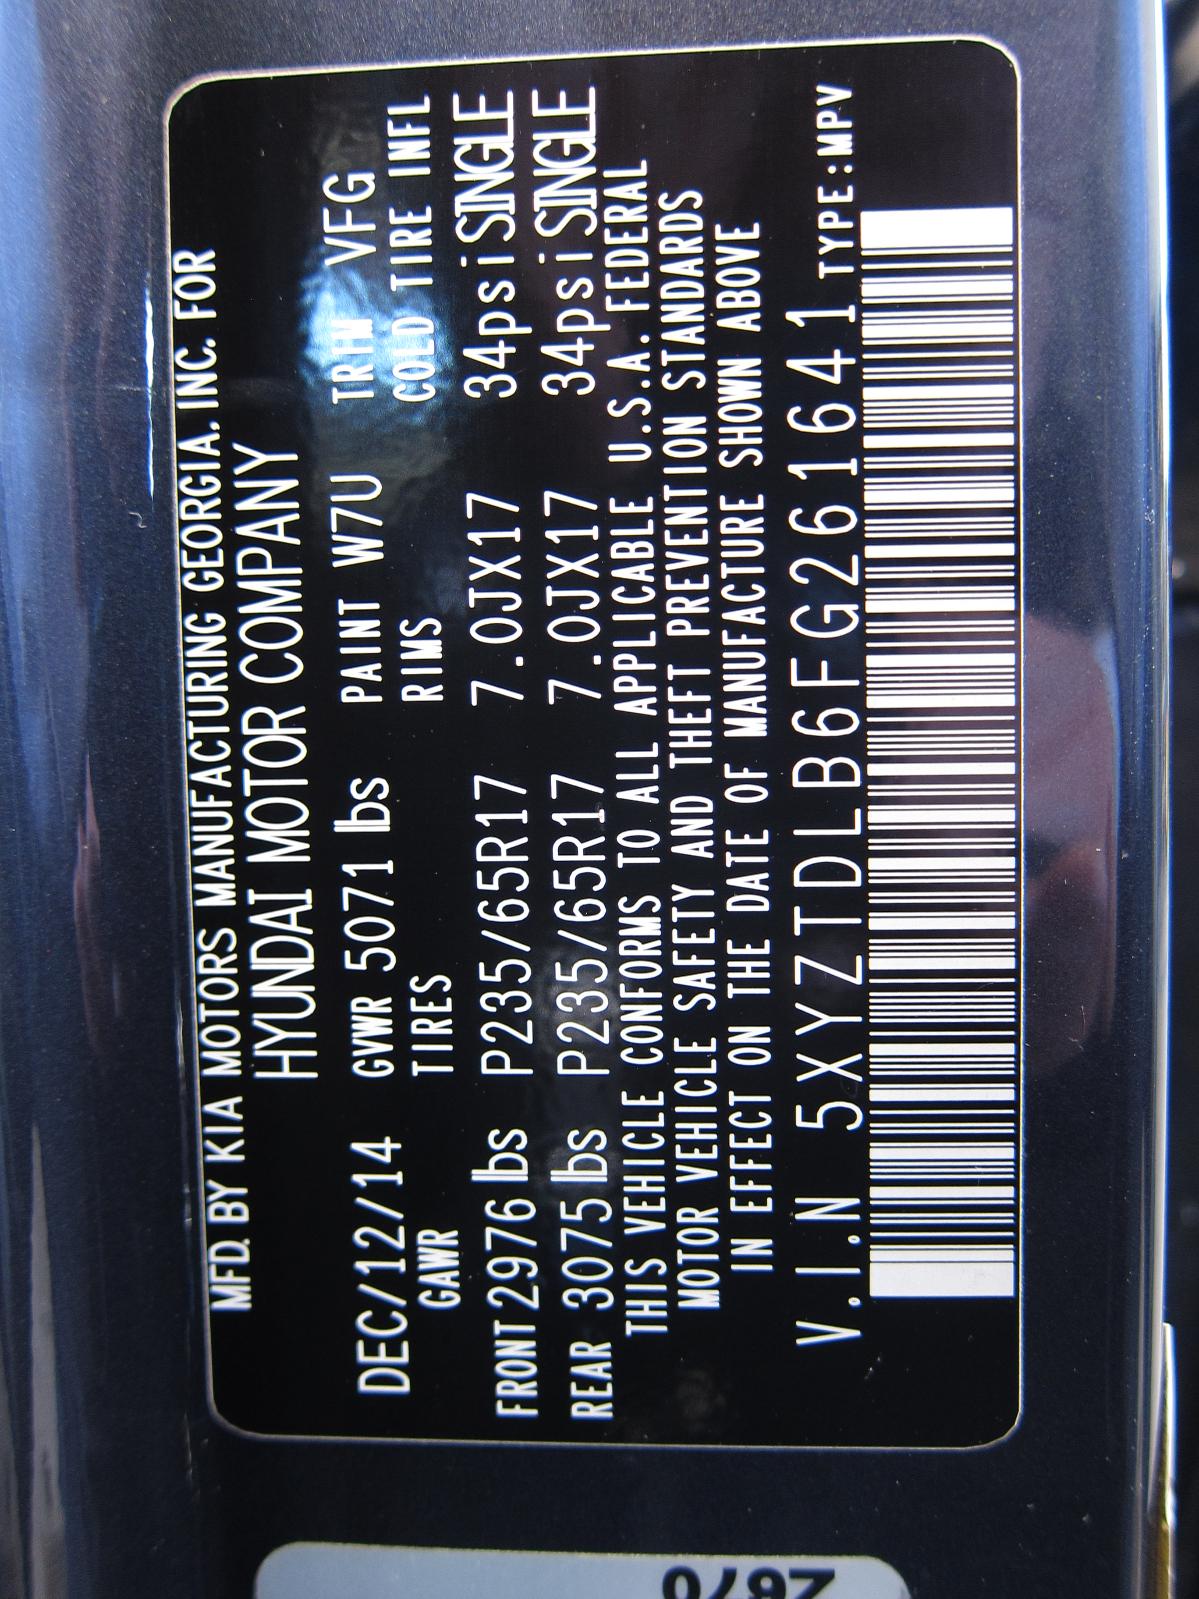 MFD. BY KIA MOTORS MANUFACTURING GEORGIA, INC. FOR
HYUNDAI MOTOR COMPANY
DEC/12/14 GVWR 5071 lbs PAINT W7U TRIM VFG
GAWR TIRES RIMS COLD TIRE INFL
FRONT 2976 lbs P235/65R17 7.0JX17 34psi SINGLE
REAR 3075 lbs P235/65R17 7.0JX17 34psi SINGLE
THIS VEHICLE CONFORMS TO ALL APPLICABLE U.S.A. FEDERAL
MOTOR VEHICLE SAFETY AND THEFT PREVENTION STANDARDS
IN EFFECT ON THE DATE OF MANUFACTURE SHOWN ABOVE
V.I.N 5XYZTDLB6FG261641 TYPE:MPV